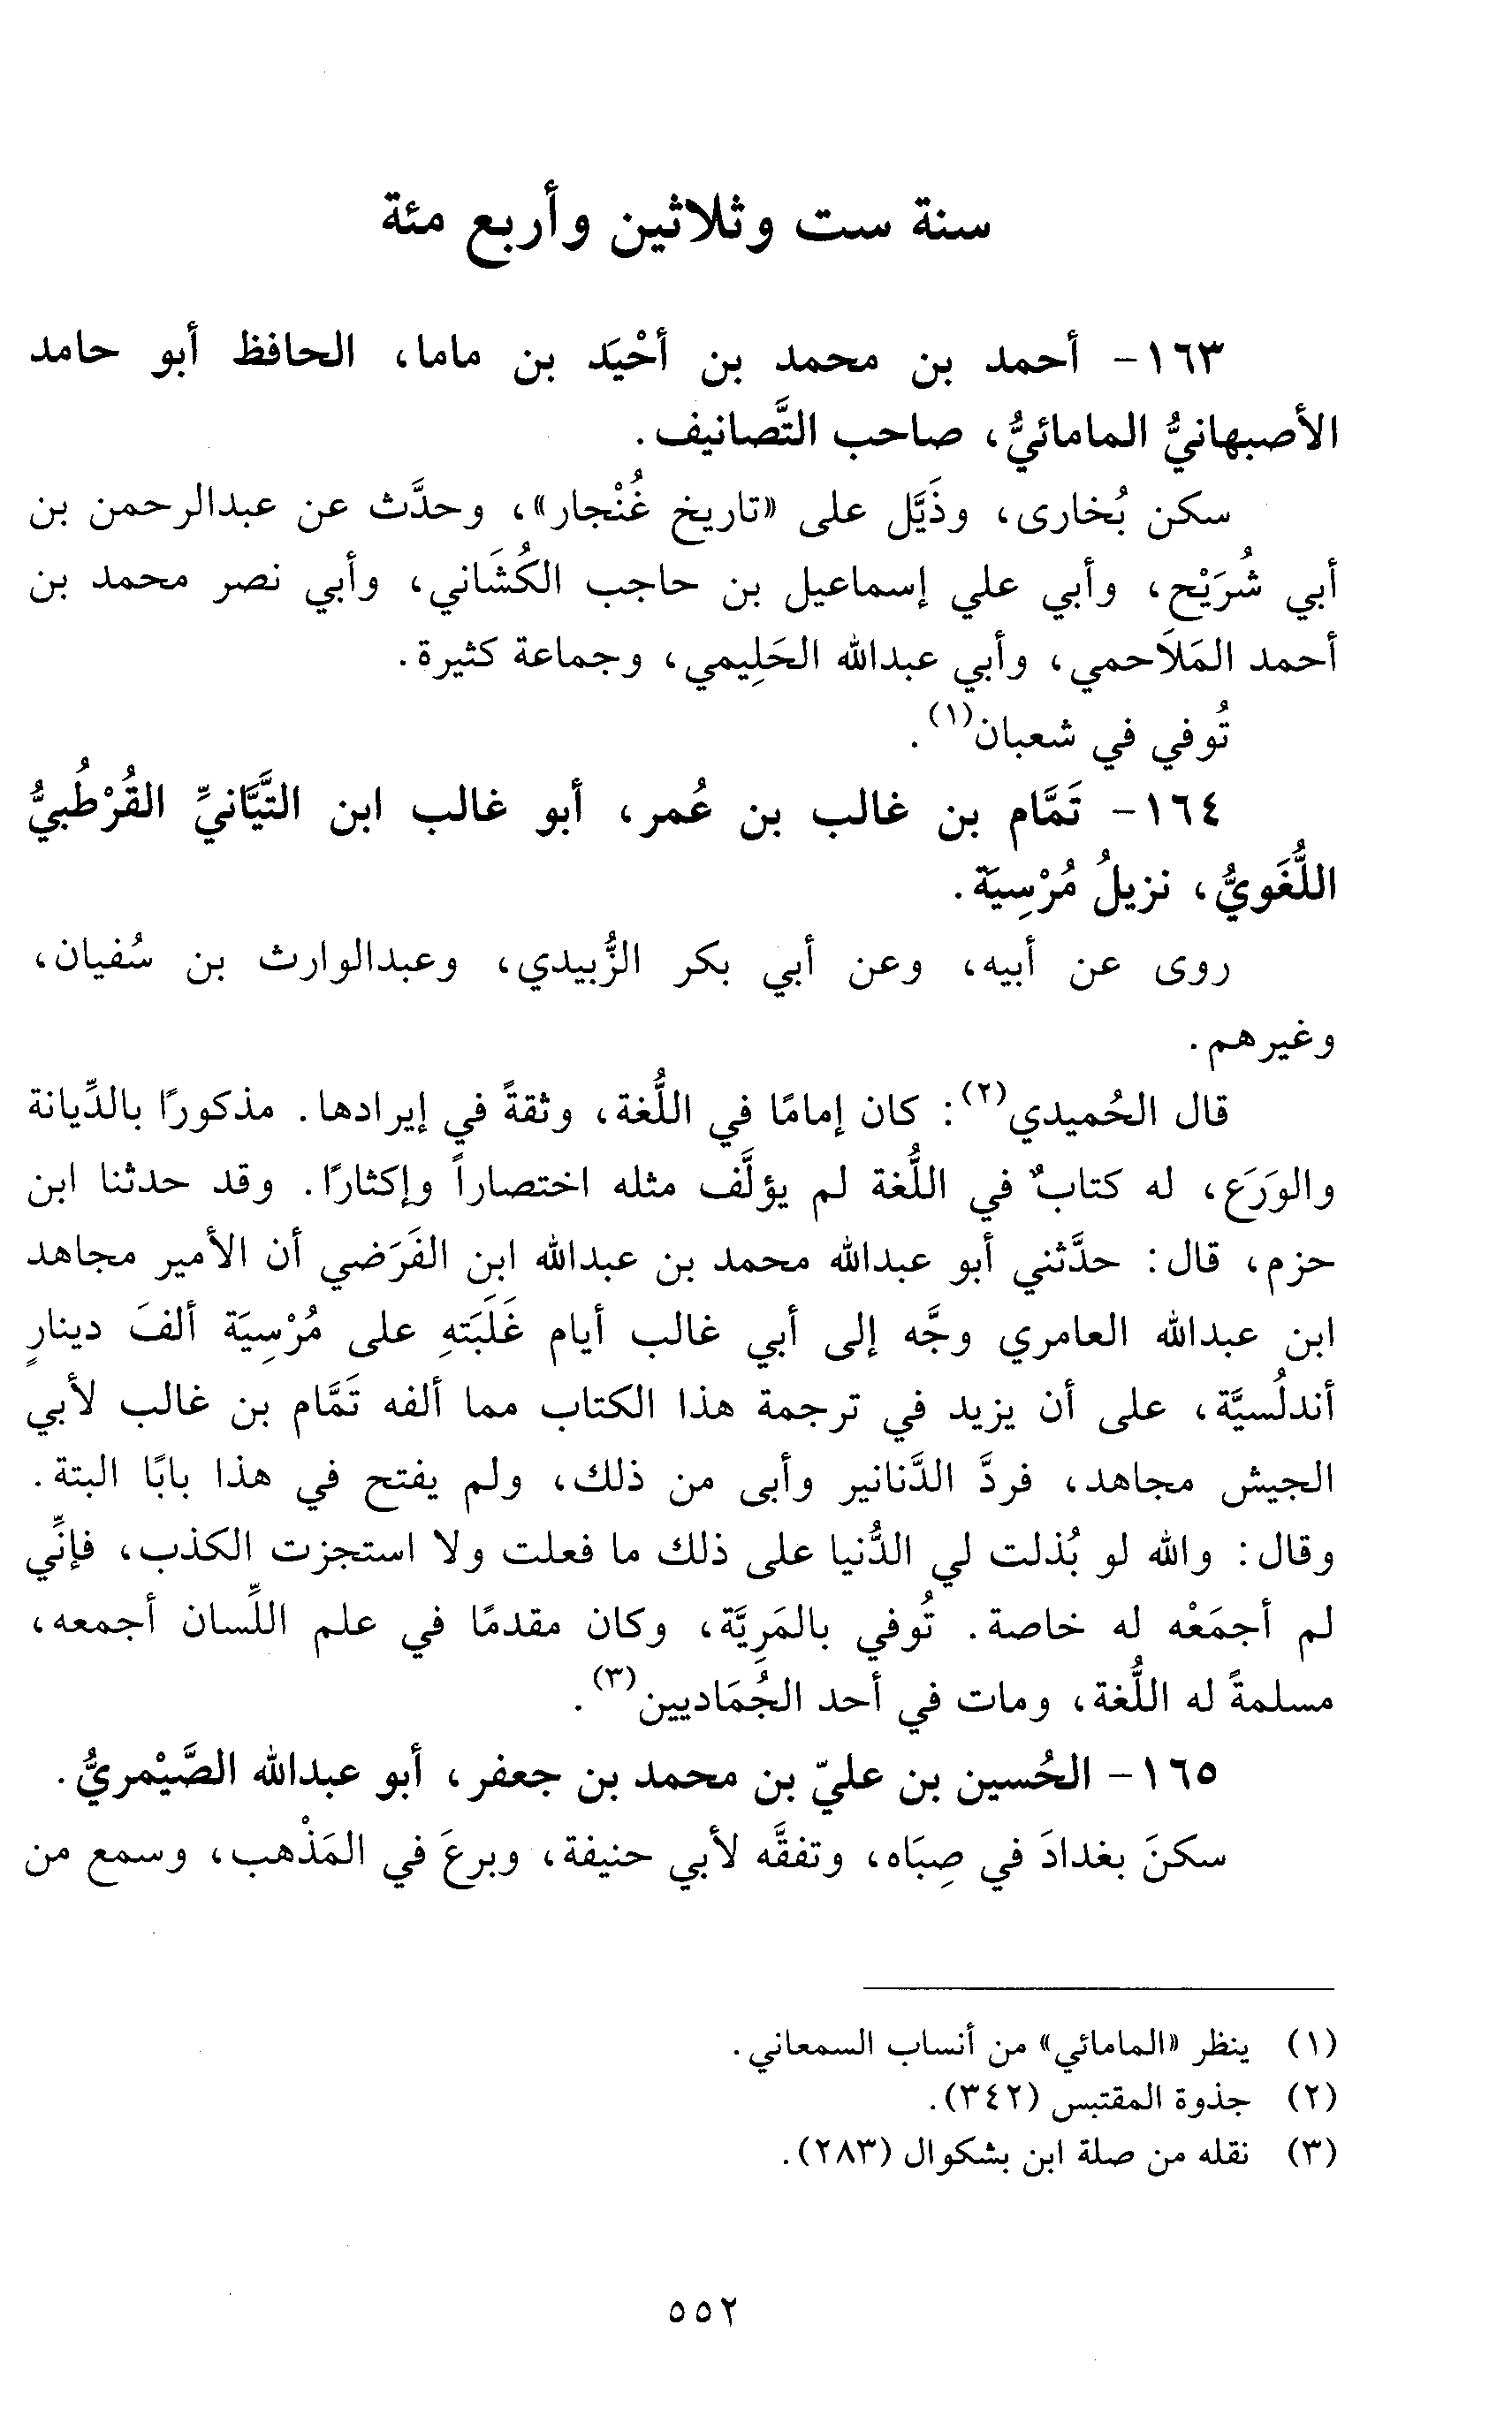 سنة ست وثلاثين وأربع مئة
١٦٣- أحمد بن محمد بن أحْيَد بن ماما، الحافظ أبو حامد
الأصبهانيُّ المامائيُّ، صاحب التَّصانيف.
سكن بُخارى، وذَيَّل على «تاريخ غُنْجار»، وحدَّث عن عبدالرحمن بن
أبي شُرَيْح، وأبي علي إسماعيل بن حاجب الكُشَاني، وأبي نصر محمد بن
أحمد المَلاَحمي، وأبي عبدالله الحَلِيمي، وجماعة كثيرة.
تُوفي في شعبان(١).
١٦٤- تَمَّام بن غالب بن عُمر، أبو غالب ابن التيَّانيِّ القُرْطُبيُّ
اللُّغَويُّ، نزيلُ مُرْسِيَة.
روى عن أبيه، وعن أبي بكر الزُّبيدي، وعبدالوارث بن سُفيان،
وغيرهم.
قال الحُميدي(٢): كان إمامًا في اللُّغة، وثقةً في إيرادها. مذكورًا بالدِّيانة
والوَرَع، له كتابٌ في اللُّغة لم يؤلَّف مثله اختصاراً وإكثارًا. وقد حدثنا ابن
حزم، قال: حدَّثني أبو عبدالله محمد بن عبدالله ابن الفَرَضي أن الأمير مجاهد
ابن عبدالله العامري وجَّه إلى أبي غالب أيام غَلَبَتهِ على مُرْسِيَة ألفَ دينارٍ
أندلُسيَّة، على أن يزيد في ترجمة هذا الكتاب مما ألفه تَمَّام بن غالب لأبي
الجيش مجاهد، فردَّ الدَّنانير وأبى من ذلك، ولم يفتح في هذا بابًا البتة.
وقال: والله لو بُذلت لي الدُّنيا على ذلك ما فعلت ولا استجزت الكذب، فإنِّي
لم أجمَعْه له خاصة. تُوفي بالمَرِيَّة، وكان مقدمًا في علم اللِّسان أجمعه،
مسلمةً له اللُّغة، ومات في أحد الجُمَاديين(٣).
١٦٥- الحُسين بن عليّ بن محمد بن جعفر، أبو عبدالله الصَّيْمريُّ.
سكنَ بغدادَ في صِبَاه، وتفقَّه لأبي حنيفة، وبرعَ في المَذْهب، وسمع من
(١) ينظر «المامائي» من أنساب السمعاني.
(٢) جذوة المقتبس (٣٤٢).
(٣) نقله من صلة ابن بشكوال (٢٨٣).
٥٥٢